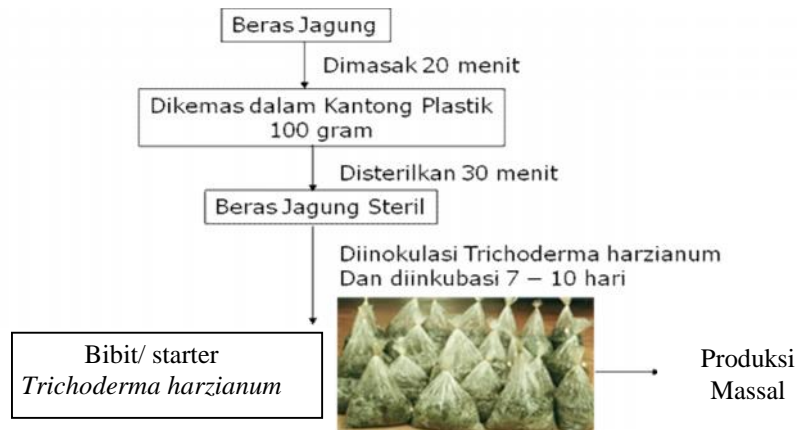 Beras Jagung
Dimasak 20 menit
Dikemas dalam Kantong Plastik
100 gram
Disterilkan 30 menit
Beras Jagung Steril
Diinokulasi Trichoderma harzianum
Dan diinkubasi 7 – 10 hari
Bibit/ starter
Trichoderma harzianum
Produksi
Massal